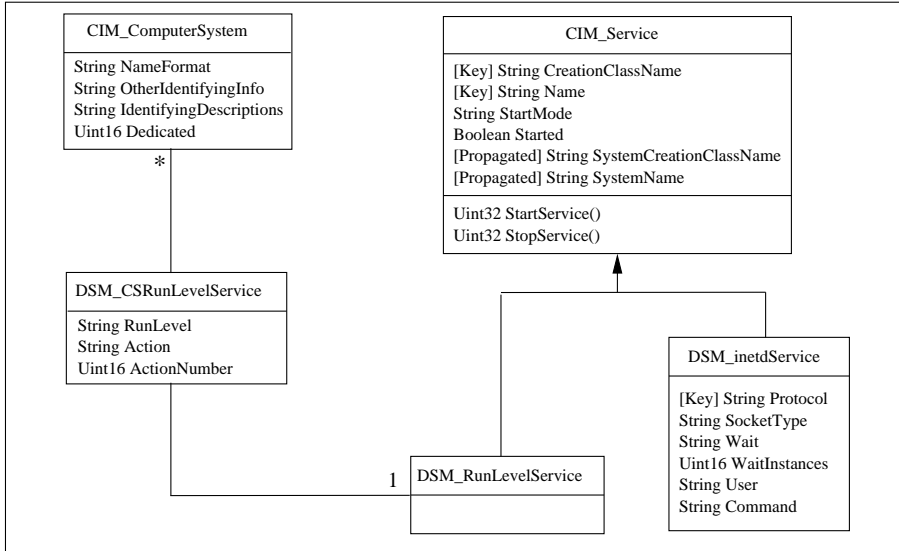 CIM_ComputerSystem
String NameFormat
String OtherIdentifyingInfo
String IdentifyingDescriptions
Uint16 Dedicated
*
CIM_Service
[Key] String CreationClassName
[Key] String Name
String StartMode
Boolean Started
[Propagated] String SystemCreationClassName
[Propagated] String SystemName
Uint32 StartService()
Uint32 StopService()
DSM_CSRunLevelService
String RunLevel
String Action
Uint16 ActionNumber
DSM_inetdService
[Key] String Protocol
String SocketType
String Wait
Uint16 WaitInstances
String User
String Command
1
DSM_RunLevelService